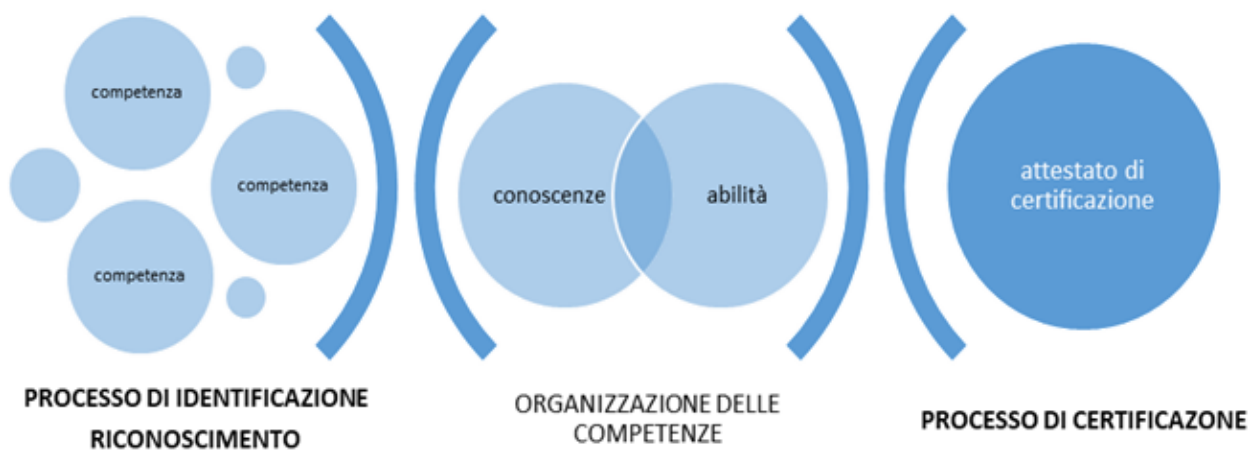 competenza
competenza
competenza
PROCESSO DI IDENTIFICAZIONE
RICONOSCIMENTO
conoscenze
abilità
ORGANIZZAZIONE DELLE
COMPETENZE
attestato di
certificazione
PROCESSO DI CERTIFICAZONE